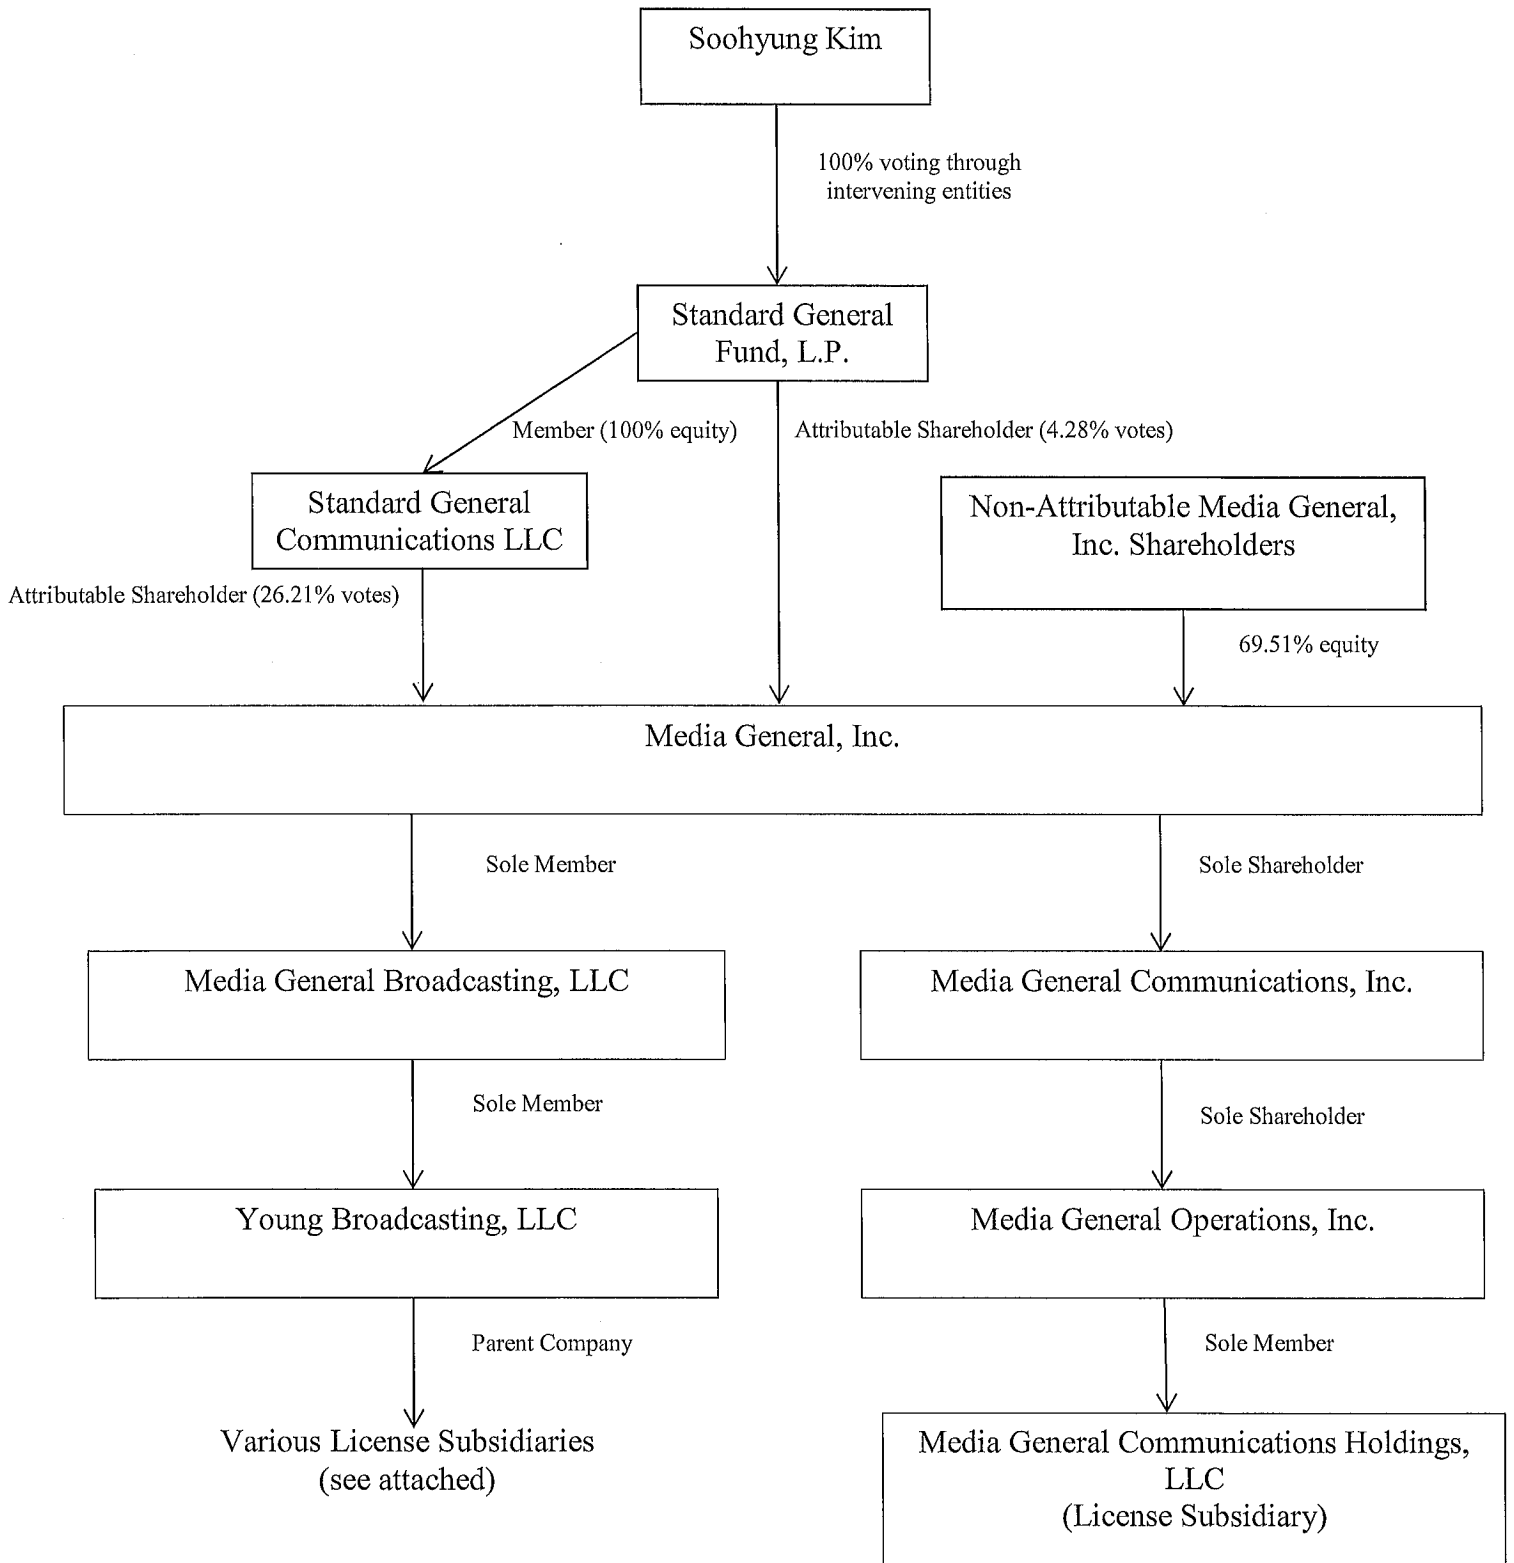 Soohyung Kim
100% voting through
intervening entities
Standard General
Fund, L.P.
Member (100% equity)
Attributable Shareholder (4.28% votes)
Standard General
Communications LLC
Non-Attributable Media General,
Inc. Shareholders
Attributable Shareholder (26.21% votes)
69.51% equity
Media General, Inc.
Sole Member
Sole Shareholder
Media General Broadcasting, LLC
Media General Communications, Inc.
Sole Member
Sole Shareholder
Young Broadcasting, LLC
Media General Operations, Inc.
Parent Company
Sole Member
Various License Subsidiaries
(see attached)
Media General Communications Holdings,
LLC
(License Subsidiary)